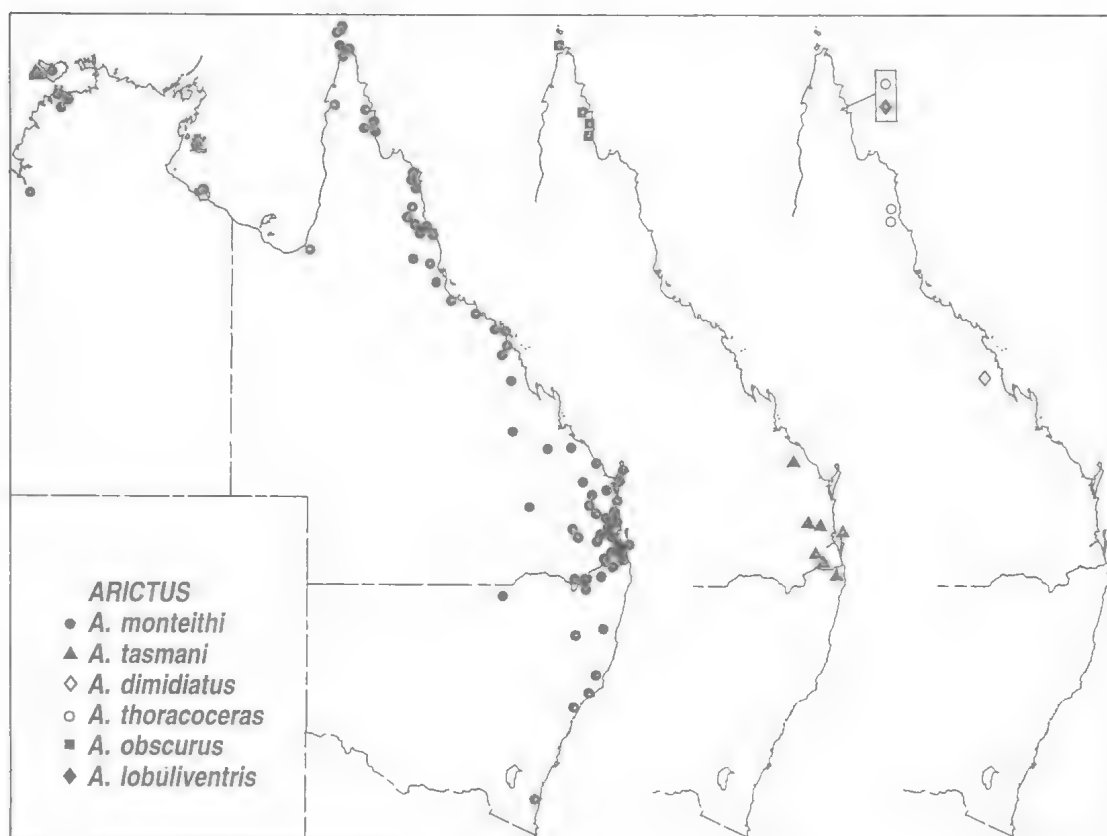 ARICTUS
A. monteithi
A. tasmani
A. dimidiatus
A. thoracoceras
A. obscurus
A. lobuliventris